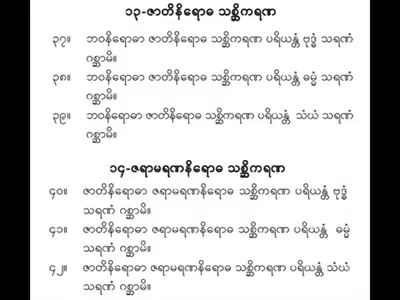 ၁၃-ဇာတိနိရောဓ သစ္ဆိကရဏ
၃၇။ ဘဝနိရောဓာ ဇာတိနိရောဓ သစ္ဆိကရဏ ပရိယန္တံ ဗုဒ္ဓံ သရဏံ
ဂစ္ဆာမိ။
၃၈။ ဘဝနိရောဓာ ဇာတိနိရောဓ သစ္ဆိကရဏ ပရိယန္တံ ဓမ္မံ သရဏံ
ဂစ္ဆာမိ။
၃၉။ ဘဝနိရောဓာ ဇာတိနိရောဓ သစ္ဆိကရဏ ပရိယန္တံ သံဃံ သရဏံ
ဂစ္ဆာမိ။
၁၄-ဇရာမရဏနိရောဓ သစ္ဆိကရဏ
၄၀။ ဇာတိနိရောဓာ ဇရာမရဏနိရောဓ သစ္ဆိကရဏ ပရိယန္တံ ဗုဒ္ဓံ
သရဏံ ဂစ္ဆာမိ။
၄၁။ ဇာတိနိရောဓာ ဇရာမရဏနိရောဓ သစ္ဆိကရဏ ပရိယန္တံ ဓမ္မံ
သရဏံ ဂစ္ဆာမိ။
၄၂။ ဇာတိနိရောဓာ ဇရာမရဏနိရောဓ သစ္ဆိကရဏ ပရိယန္တံ သံဃံ
သရဏံ ဂစ္ဆာမိ။